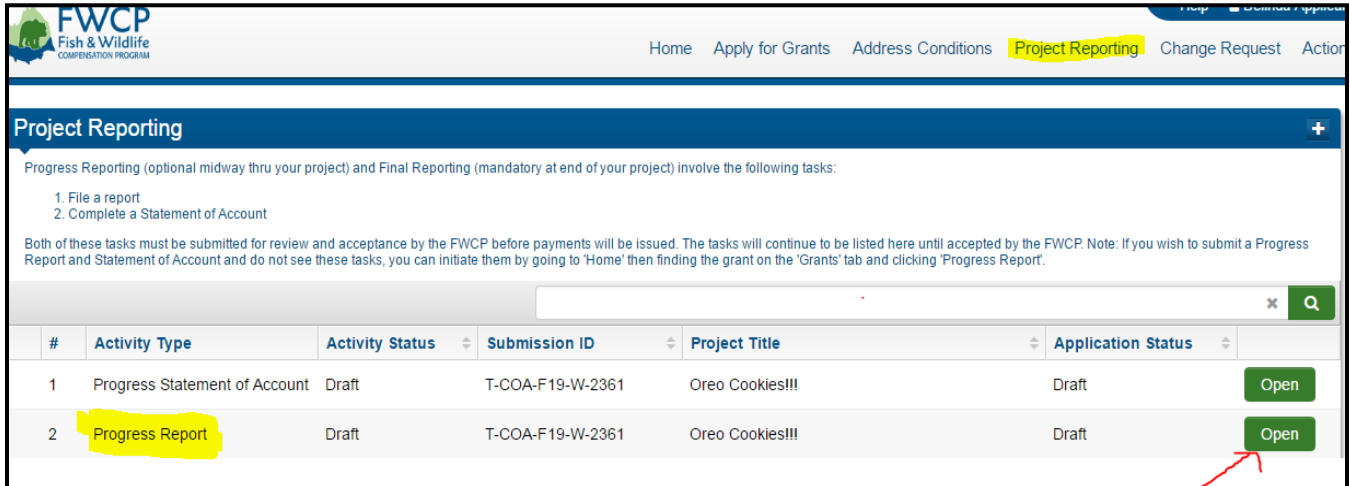 FWCP
Fish & Wildlife
COMPENSATION PROGRAM
Home Apply for Grants Address Conditions Project Reporting Change Request Action
Project Reporting
Progress Reporting (optional midway thru your project) and Final Reporting (mandatory at end of your project) involve the following tasks:
1. File a report
2. Complete a Statement of Account
Both of these tasks must be submitted for review and acceptance by the FWCP before payments will be issued. The tasks will continue to be listed here until accepted by the FWCP. Note: If you wish to submit a Progress
Report and Statement of Account and do not see these tasks, you can initiate them by going to 'Home' then finding the grant on the 'Grants' tab and clicking 'Progress Report'.
# Activity Type Activity Status Submission ID Project Title Application Status
1 Progress Statement of Account Draft T-COA-F19-W-2361 Oreo Cookies!!! Draft Open
2 Progress Report Draft T-COA-F19-W-2361 Oreo Cookies!!! Draft Open